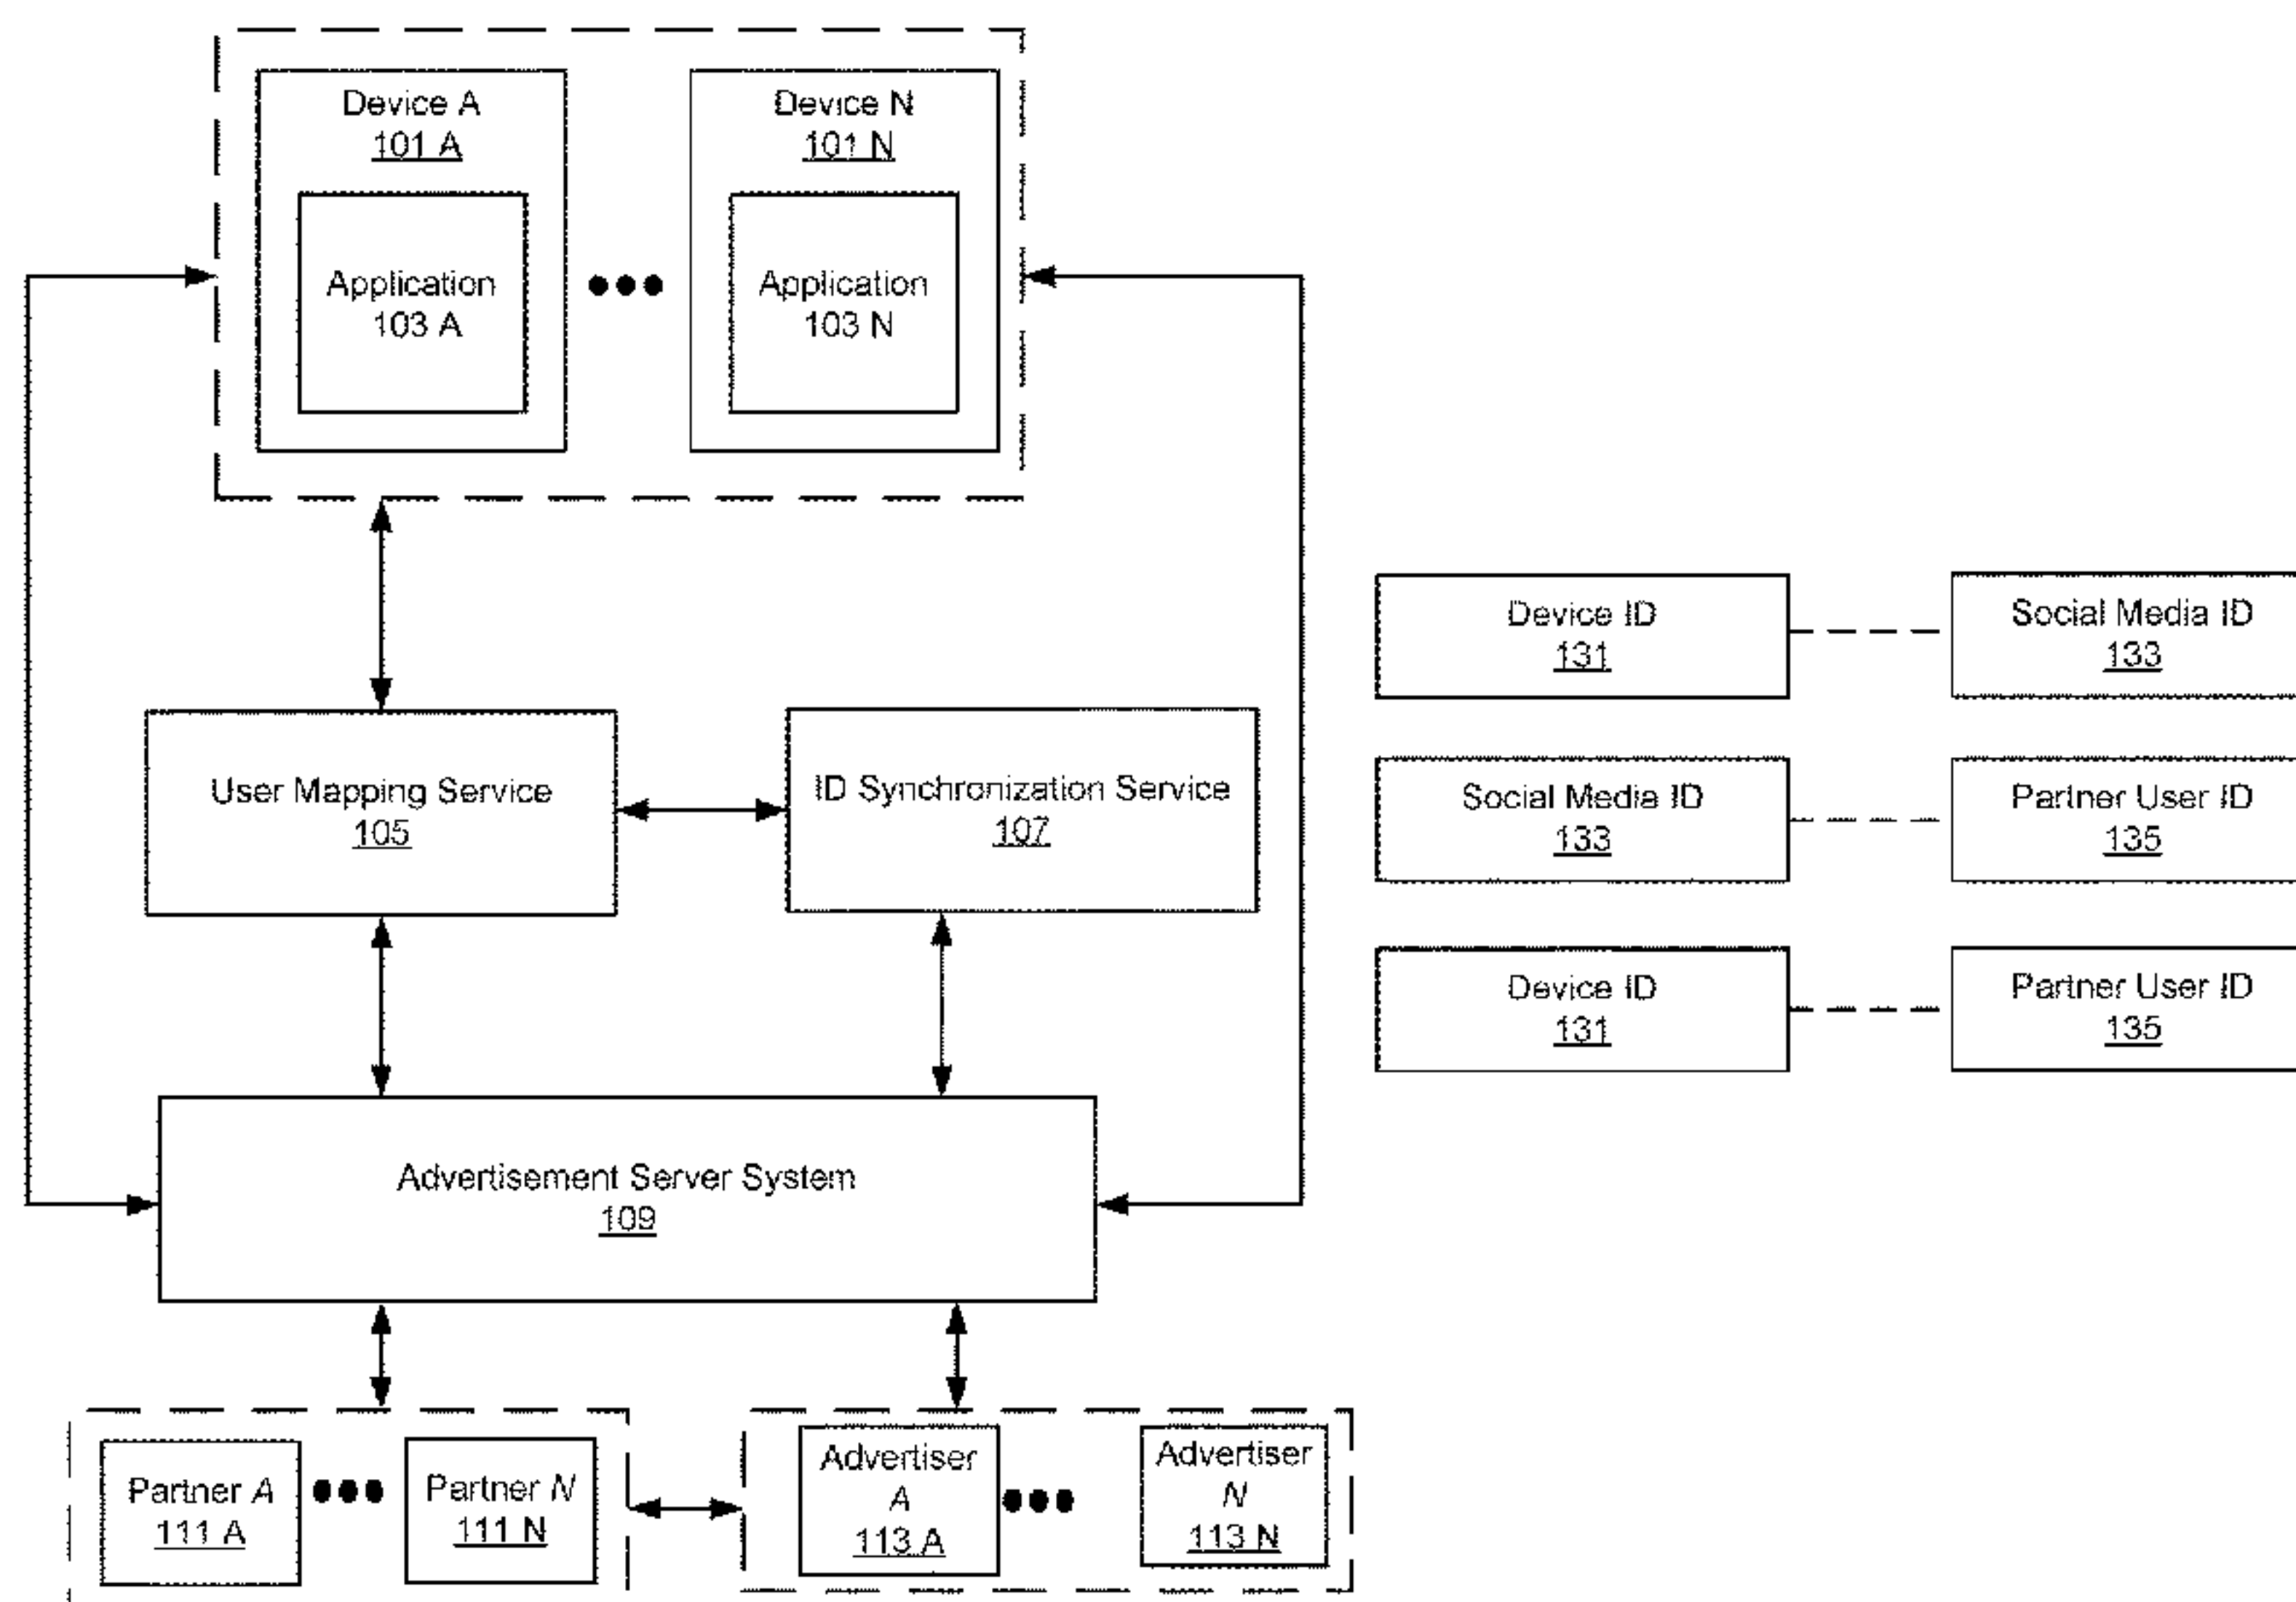 Device A
101 A
Application
103 A
Device N
101 N
Application
103 N
User Mapping Service
105
ID Synchronization Service
107
Device ID
131
Social Media ID
133
Social Media ID
133
Partner User ID
135
Device ID
131
Partner User ID
135
Advertisement Server System
109
Partner A
111 A
Partner N
111 N
Advertiser
A
113 A
Advertiser
N
113 N